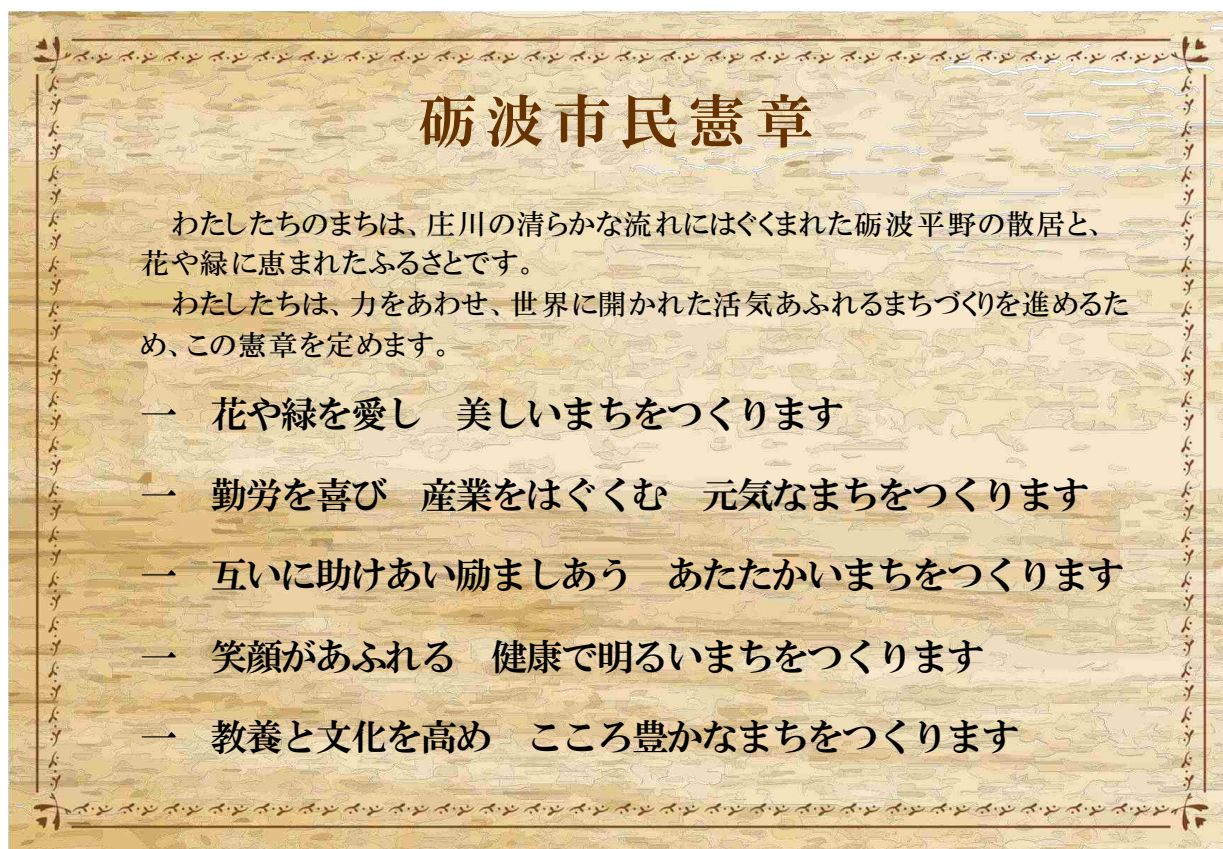 砺波市民憲章
　わたしたちのまちは、庄川の清らかな流れにはぐくまれた砺波平野の散居と、
花や緑に恵まれたふるさとです。
　わたしたちは、力をあわせ、世界に開かれた活気あふれるまちづくりを進めるた
め、この憲章を定めます。
一　花や緑を愛し　美しいまちをつくります
一　勤労を喜び　産業をはぐくむ　元気なまちをつくります
一　互いに助けあい励ましあう　あたたかいまちをつくります
一　笑顔があふれる　健康で明るいまちをつくります
一　教養と文化を高め　こころ豊かなまちをつくります